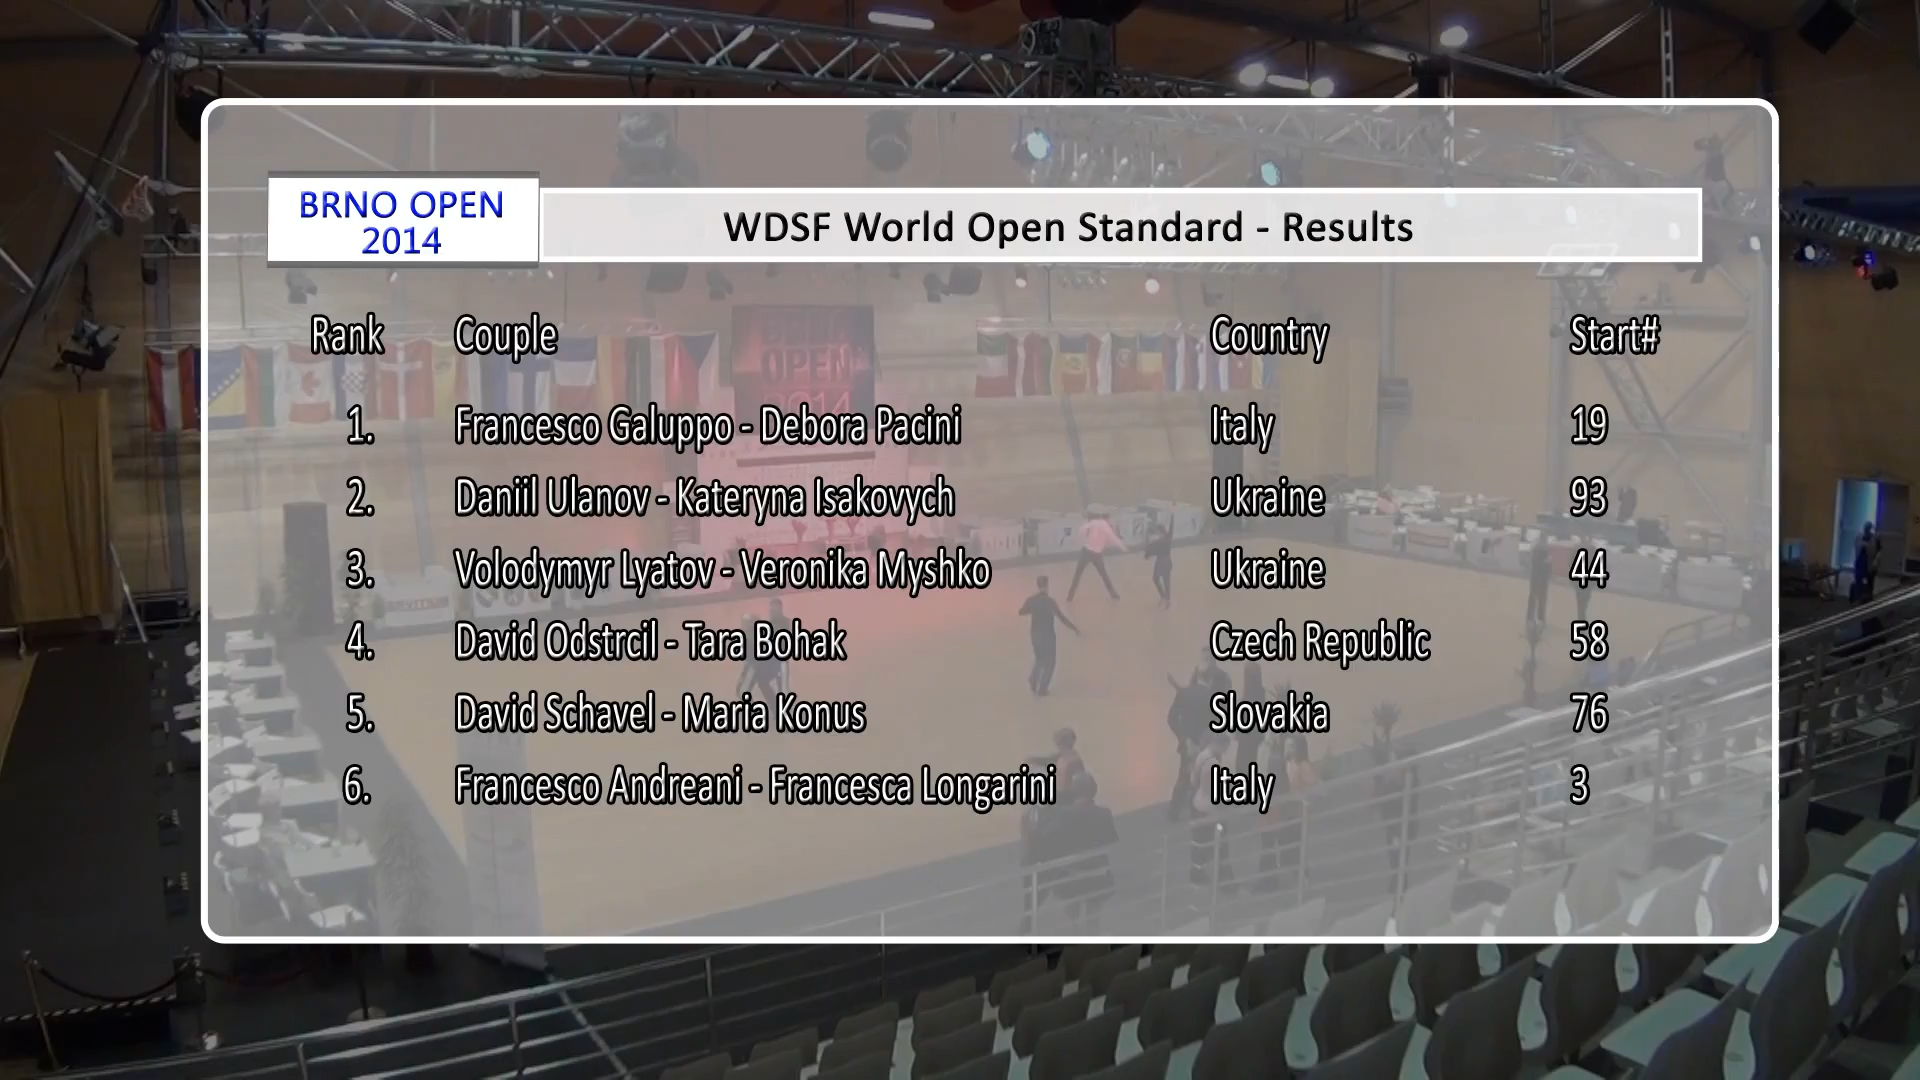 BRNO OPEN
2014
WDSF World Open Standard - Results
Rank Couple Country Start#
1. Francesco Galuppo - Debora Pacini Italy 19
2. Daniil Ulanov - Kateryna Isakovych Ukraine 93
3. Volodymyr Lyatov - Veronika Myshko Ukraine 44
4. David Odstrcil - Tara Bohak Czech Republic 58
5. David Schavel - Maria Konus Slovakia 76
6. Francesco Andreani - Francesca Longarini Italy 3
OPEN
2014